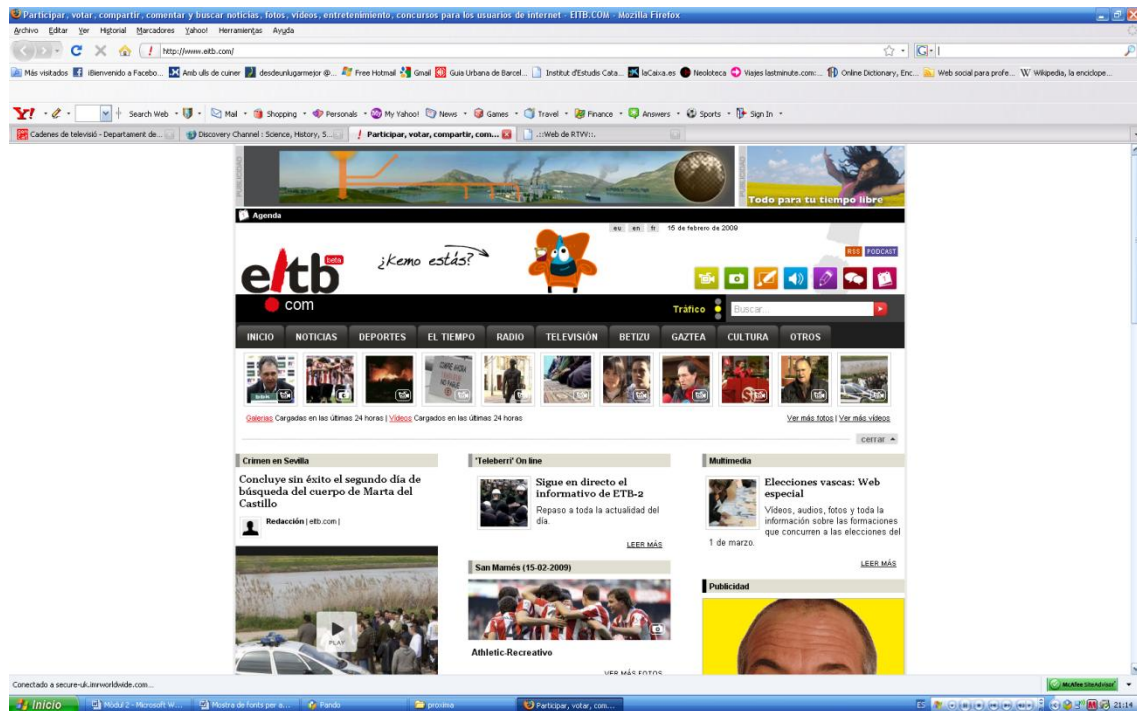 Participar, votar, compartir, comentar y buscar noticias, fotos, vídeos, entretenimiento, concursos para los usuarios de internet - EITB.COM - Mozilla Firefox
Archivo Editar Ver Historial Marcadores Yahoo! Herramientas Ayuda
http://www.eitb.com/
Más visitados iBienvenido a Facebo... Amb ulls de cuiner desdeunlugarmejor @... Free Hotmail Gmail Guia Urbana de Barcel... Institut d'Estudis Cata... laCaixa.es Neoloteca Viajes lastminute.com:... Online Dictionary, Enc... Web social para profe... Wikipedia, la enciclope...
Search Web Mail Shopping Personals My Yahoo! News Games Travel Finance Answers Sports Sign In
Cadenes de televisió - Departament de... Discovery Channel : Science, History, S... Participar, votar, compartir, com... .::Web de RTVV::.
PUBLICIDAD
PUBLICIDAD
Todo para tu tiempo libre
Agenda
eu en fr 15 de febrero de 2009
RSS PODCAST
eitb beta
¿Kemo estás?
com
Tráfico Buscar...
INICIO NOTICIAS DEPORTES EL TIEMPO RADIO TELEVISIÓN BETIZU GAZTEA CULTURA OTROS
Galerías Cargadas en las últimas 24 horas | Vídeos Cargados en las últimas 24 horas
Ver más fotos | Ver más vídeos
cerrar
Crimen en Sevilla
Concluye sin éxito el segundo día de
búsqueda del cuerpo de Marta del
Castillo
Redacción | eitb.com |
PLAY
'Teleberri' On line
Sigue en directo el
informativo de ETB-2
Repaso a toda la actualidad del
día.
LEER MÁS
San Mamés (15-02-2009)
Athletic-Recreativo
VER MÁS FOTOS
Multimedia
Elecciones vascas: Web
especial
Vídeos, audios, fotos y toda la
información sobre las formaciones
que concurren a las elecciones del
1 de marzo.
LEER MÁS
Publicidad
Conectado a secure-uk.imrworldwide.com...
McAfee SiteAdvisor
Inicio Mòdul 2 - Microsoft W... Mostra de fonts per a... Pando proxima Participar, votar, com... ES 21:14